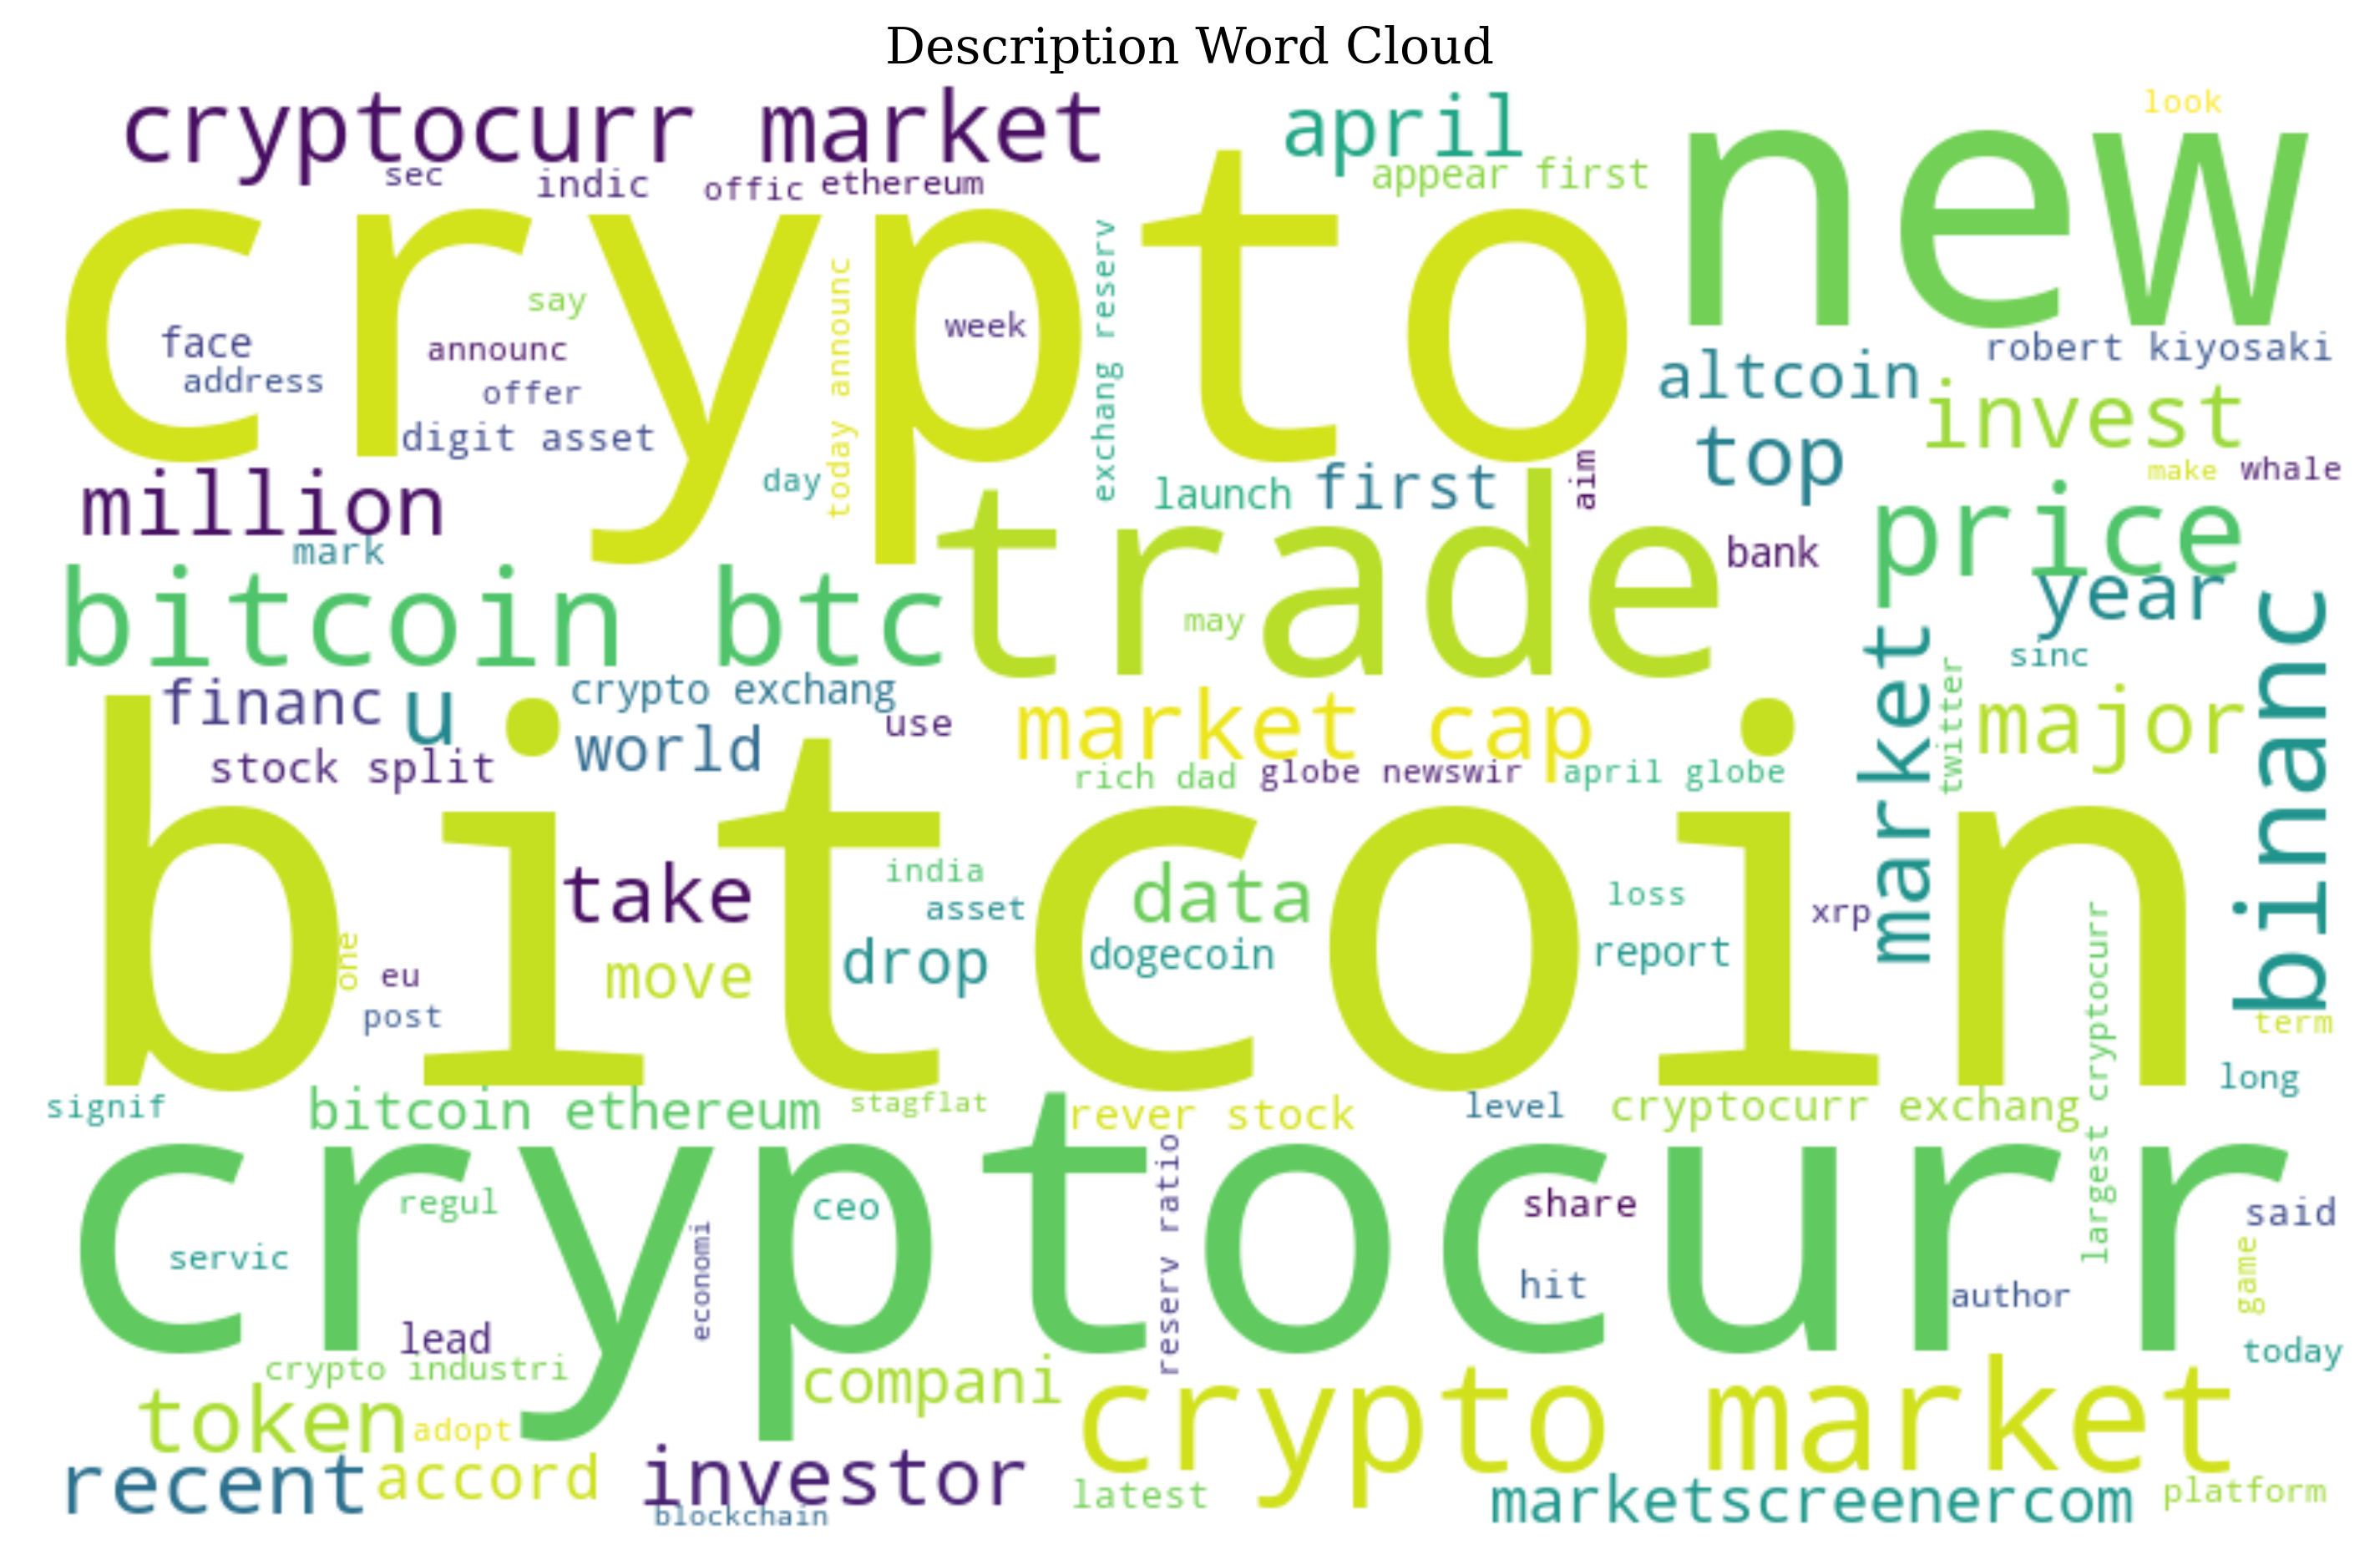 Description Word Cloud
cryptocurr market
april
look
new
sec
indic
offic
ethereum
appear first
crypto
say
week
face
announc
address
offer
digit asset
today announc
exchang reserv
robert kiyosaki
altcoin
invest
top
make
whale
million
day
launch
first
aim
mark
trade
bank
price
year
bitcoin btc
may
sinc
binanc
market
twitter
major
financ
u
crypto exchang
use
world
market cap
stock split
rich dad
globe newswir
april globe
bitcoin
take
india
asset
data
loss
xrp
one
eu
move
drop
dogecoin
report
post
term
long
largest cryptocurr
signif
bitcoin ethereum
stagflat
rever stock
level
cryptocurr exchang
cryptocurr
regul
ceo
share
said
servic
economi
reserv ratio
hit
author
game
lead
today
crypto industri
compani
token
adopt
crypto market
recent
accord
investor
latest
marketscreenercom
platform
blockchain